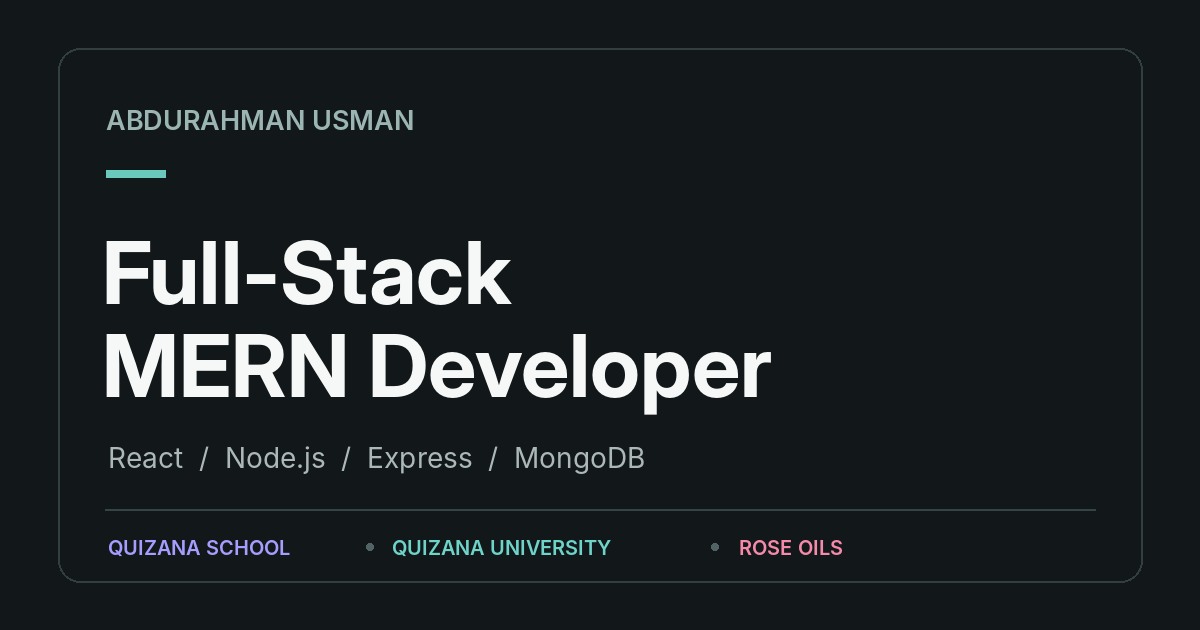 ABDURAHMAN USMAN
Full-Stack
MERN Developer
React / Node.js / Express / MongoDB
QUIZANA SCHOOL • QUIZANA UNIVERSITY • ROSE OILS